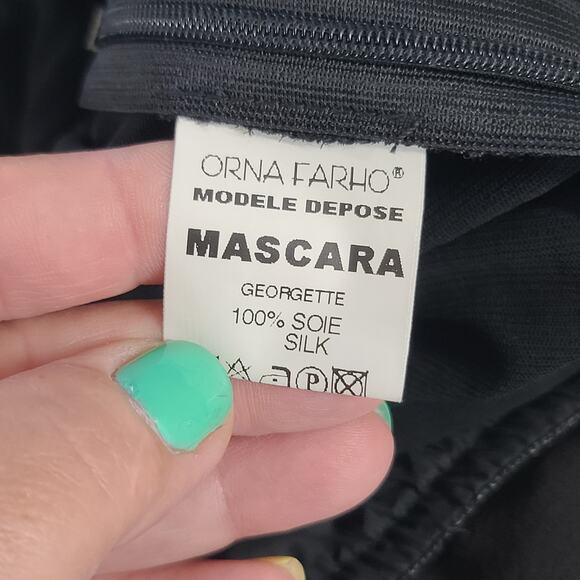 ORNA FARHO®
MODELE DEPOSE
MASCARA
GEORGETTE
100% SOIE
SILK
P